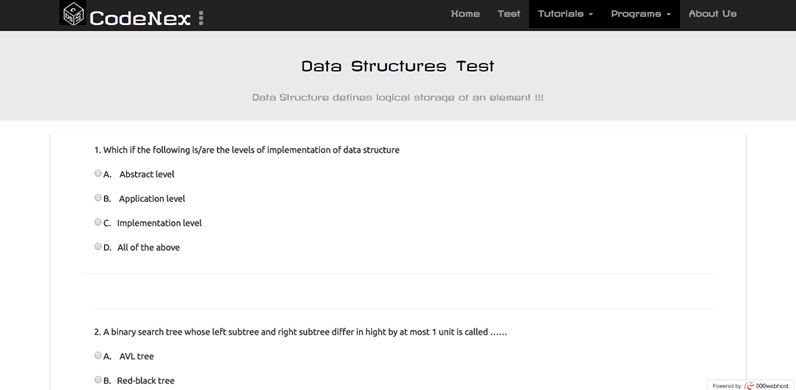 CodeNex
Home Test Tutorials Programs About Us
Data Structures Test
Data Structure defines logical storage of an element !!!
1. Which if the following is/are the levels of implementation of data structure
A. Abstract level
B. Application level
C. Implementation level
D. All of the above
2. A binary search tree whose left subtree and right subtree differ in hight by at most 1 unit is called ......
A. AVL tree
B. Red-black tree
Powered by 000webhost